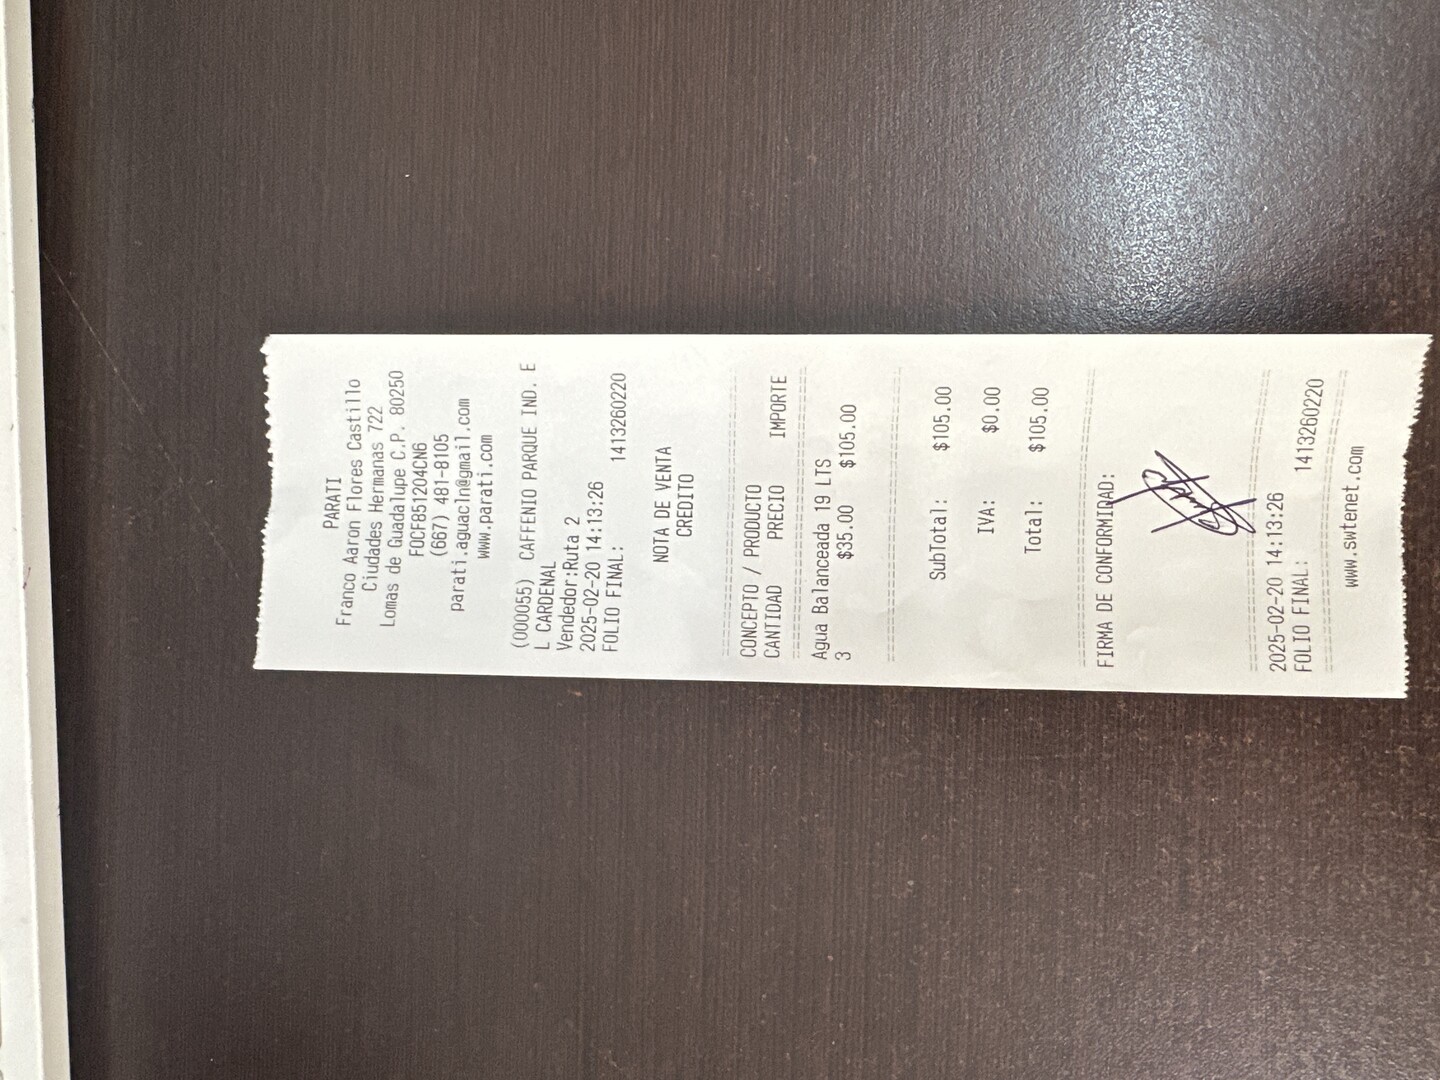 PARATI
Franco Aaron Flores Castillo
Ciudades Hermanas 722
Lomas de Guadalupe C.P. 80250
FOCF851204CN6
(667) 481-8105
parati.aguacln@gmail.com
www.parati.com
(000055) CAFFENIO PARQUE IND. E
L CARDENAL
Vendedor:Ruta 2
2025-02-20 14:13:26
FOLIO FINAL: 1413260220
NOTA DE VENTA
CREDITO
CONCEPTO / PRODUCTO
CANTIDAD PRECIO IMPORTE
Agua Balanceada 19 LTS
3 $35.00 $105.00
SubTotal: $105.00
IVA: $0.00
Total: $105.00
FIRMA DE CONFORMIDAD:
2025-02-20 14:13:26
FOLIO FINAL: 1413260220
www.swtenet.com